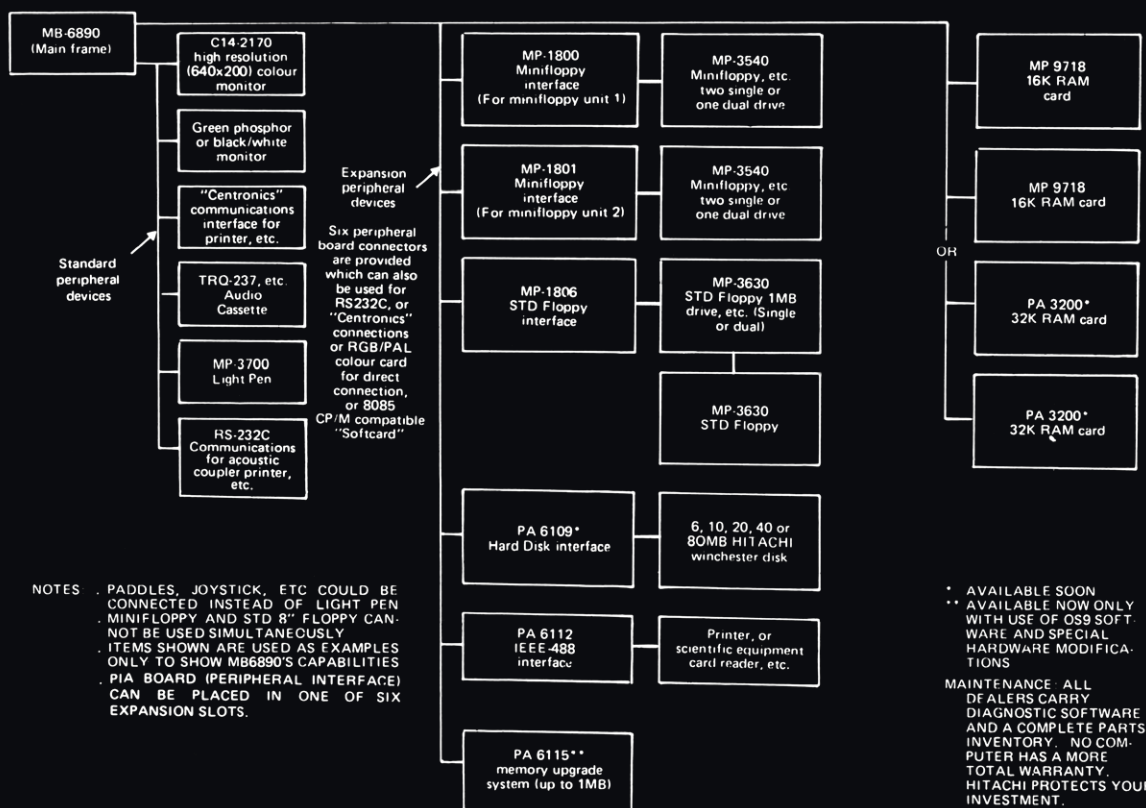 MB-6890
(Main frame)
C14-2170
high resolution
(640x200) colour
monitor
Green phosphor
or black/white
monitor
"Centronics"
communications
interface for
printer, etc.
TRQ-237, etc.
Audio
Cassette
MP-3700
Light Pen
RS-232C
Communications
for acoustic
coupler printer,
etc.
Standard
peripheral
devices
Expansion
peripheral
devices
Six peripheral
board connectors
are provided
which can also
be used for
RS232C, or
"Centronics"
connections
or RGB/PAL
colour card
for direct
connection,
or 8085
CP/M compatible
"Softcard"
MP-1800
Minifloppy
interface
(For minifloppy unit 1)
MP-3540
Minifloppy, etc.
two single or
one dual drive
MP-1801
Minifloppy
interface
(For minifloppy unit 2)
MP-3540
Minifloppy, etc
two single or
one dual drive
MP-1806
STD Floppy
interface
MP-3630
STD Floppy 1MB
drive, etc. (Single
or dual)
MP-3630
STD Floppy
PA 6109*
Hard Disk interface
6, 10, 20, 40 or
80MB HITACHI
winchester disk
PA 6112
IEEE-488
interface
Printer, or
scientific equipment
card reader, etc.
PA 6115**
memory upgrade
system (up to 1MB)
MP 9718
16K RAM
card
MP 9718
16K RAM card
OR
PA 3200*
32K RAM card
PA 3200*
32K RAM card
NOTES . PADDLES, JOYSTICK, ETC COULD BE
CONNECTED INSTEAD OF LIGHT PEN
. MINIFLOPPY AND STD 8" FLOPPY CAN-
NOT BE USED SIMULTANEOUSLY
. ITEMS SHOWN ARE USED AS EXAMPLES
ONLY TO SHOW MB6890'S CAPABILITIES
. PIA BOARD (PERIPHERAL INTERFACE)
CAN BE PLACED IN ONE OF SIX
EXPANSION SLOTS.
* AVAILABLE SOON
** AVAILABLE NOW ONLY
WITH USE OF OS9 SOFT-
WARE AND SPECIAL
HARDWARE MODIFICA-
TIONS
MAINTENANCE: ALL
DEALERS CARRY
DIAGNOSTIC SOFTWARE
AND A COMPLETE PARTS
INVENTORY. NO COM-
PUTER HAS A MORE
TOTAL WARRANTY.
HITACHI PROTECTS YOUR
INVESTMENT.